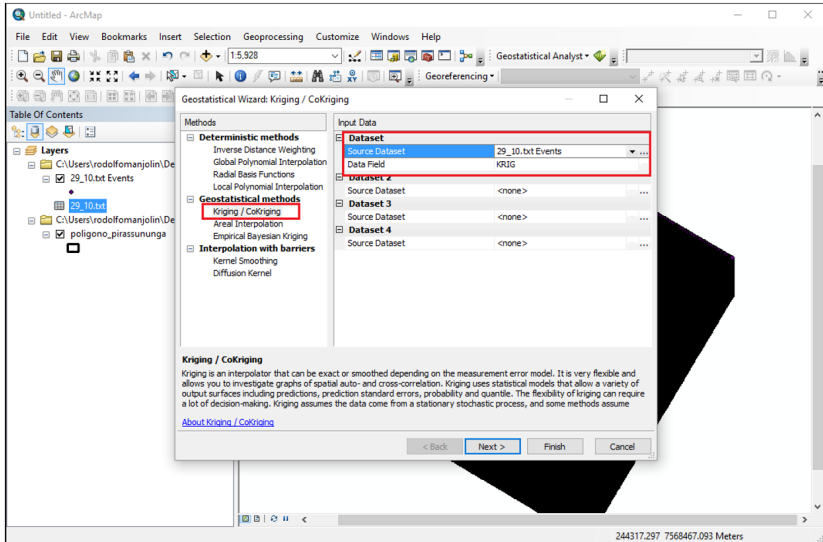 Untitled - ArcMap
File Edit View Bookmarks Insert Selection Geoprocessing Customize Windows Help
1:5,928
Geostatistical Analyst
Georeferencing
Table Of Contents
Layers
C:\Users\rodolfomanjolin\De
29_10.txt Events
29_10.txt
C:\Users\rodolfomanjolin\De
poligono_pirassununga
Geostatistical Wizard: Kriging / CoKriging
Methods
Deterministic methods
Inverse Distance Weighting
Global Polynomial Interpolation
Radial Basis Functions
Local Polynomial Interpolation
Geostatistical methods
Kriging / CoKriging
Areal Interpolation
Empirical Bayesian Kriging
Interpolation with barriers
Kernel Smoothing
Diffusion Kernel
Input Data
Dataset
Source Dataset 29_10.txt Events ...
Data Field KRIG
Dataset 2
Source Dataset <none> ...
Dataset 3
Source Dataset <none> ...
Dataset 4
Source Dataset <none> ...
Kriging / CoKriging
Kriging is an interpolator that can be exact or smoothed depending on the measurement error model. It is very flexible and
allows you to investigate graphs of spatial auto- and cross-correlation. Kriging uses statistical models that allow a variety of
output surfaces including predictions, prediction standard errors, probability and quantile. The flexibility of kriging can require
a lot of decision-making. Kriging assumes the data come from a stationary stochastic process, and some methods assume
About Kriging / CoKriging
< Back Next > Finish Cancel
244317.297 7568467.093 Meters